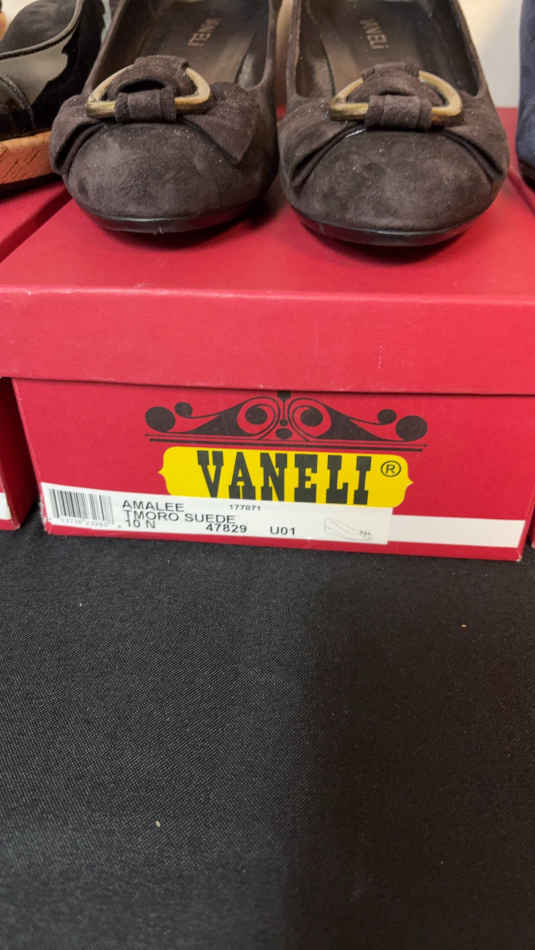 VANELI
VANELI
VANELI®
AMALEE 177871
TMORO SUEDE
10 N 47829 U01